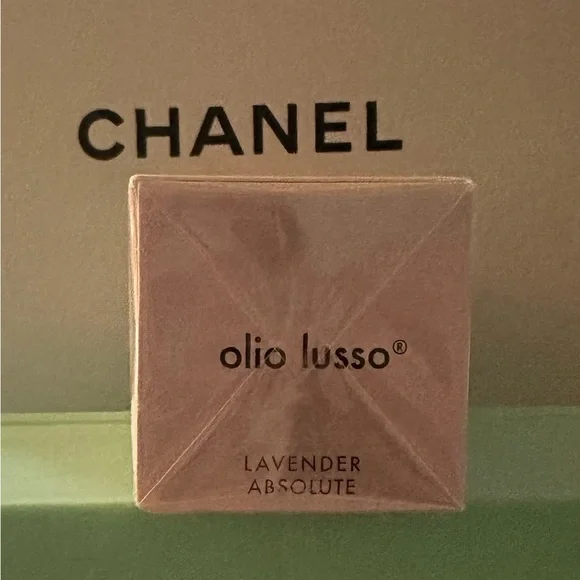 CHANEL
olio lusso®
LAVENDER
ABSOLUTE